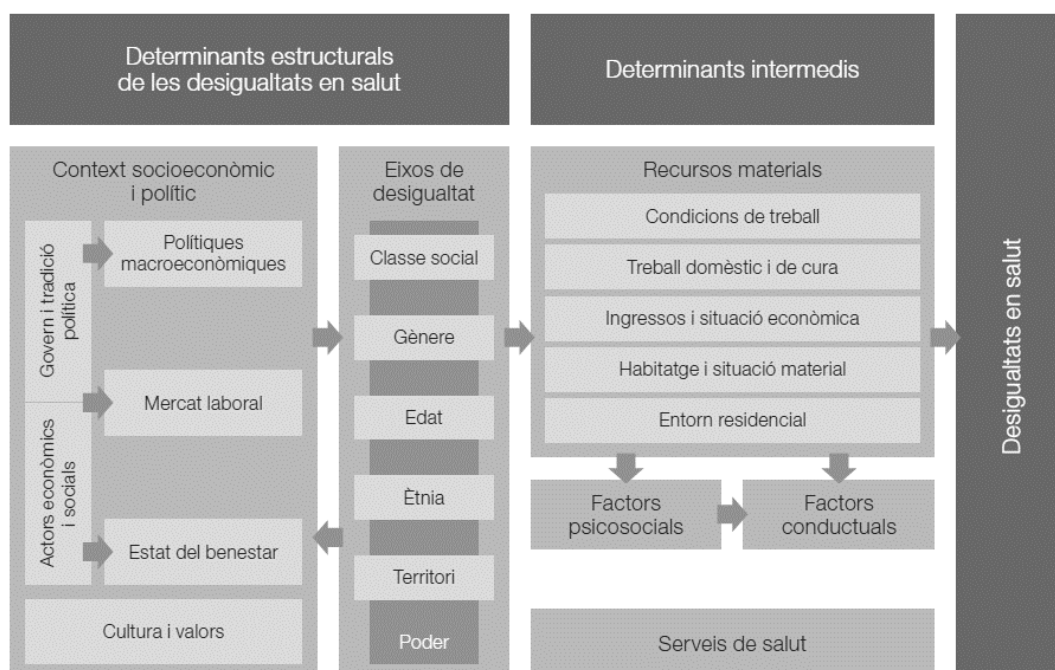 Determinants estructurals
de les desigualtats en salut
Determinants intermedis
Context socioeconòmic
i polític
Govern i tradició
política
Actors econòmics
i socials
Polítiques
macroeconòmiques
Mercat laboral
Estat del benestar
Cultura i valors
Eixos de
desigualtat
Classe social
Gènere
Edat
Ètnia
Territori
Poder
Recursos materials
Condicions de treball
Treball domèstic i de cura
Ingressos i situació econòmica
Habitatge i situació material
Entorn residencial
Factors
psicosocials
Factors
conductuals
Serveis de salut
Desigualtats en salut